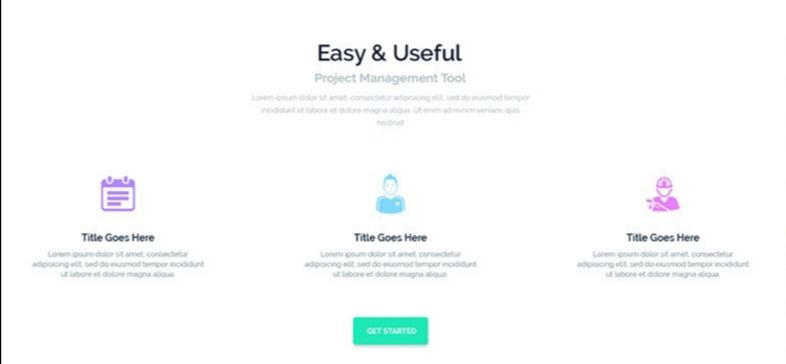 Easy & Useful
Project Management Tool
Lorem ipsum dolor sit amet, consectetur adipisicing elit, sed do eiusmod tempor
incididunt ut labore et dolore magna aliqua. Ut enim ad minim veniam, quis
nostrud
Title Goes Here
Lorem ipsum dolor sit amet, consectetur
adipisicing elit, sed do eiusmod tempor incididunt
ut labore et dolore magna aliqua
Title Goes Here
Lorem ipsum dolor sit amet, consectetur
adipisicing elit, sed do eiusmod tempor incididunt
ut labore et dolore magna aliqua
Title Goes Here
Lorem ipsum dolor sit amet, consectetur
adipisicing elit, sed do eiusmod tempor incididunt
ut labore et dolore magna aliqua
GET STARTED